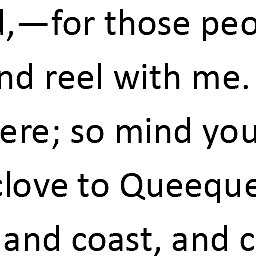 ,—for those peo
nd reel with me.
ere; so mind you
clove to Queeque
and coast, and c